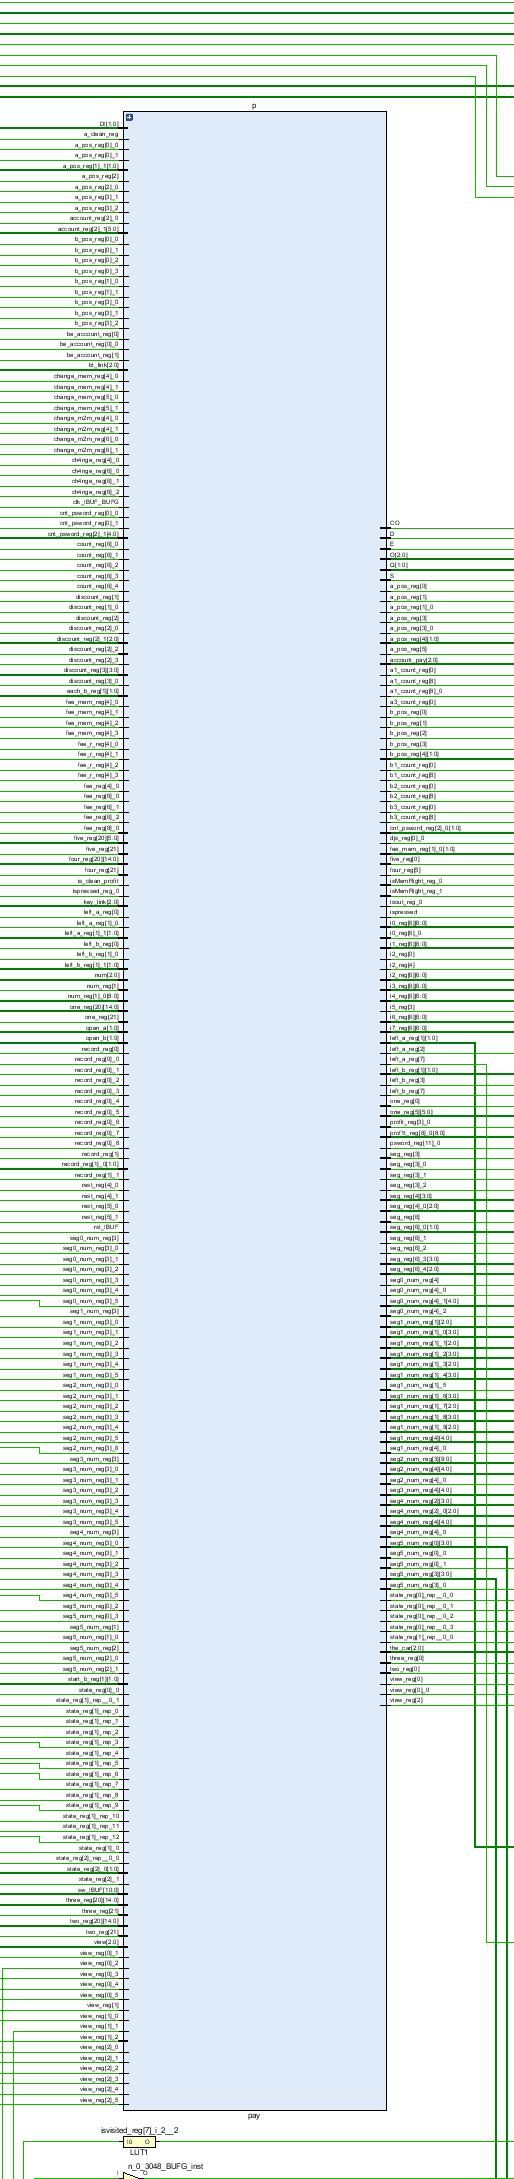 p
DI[1:0]
a_clean_reg
a_pos_reg[0]_0
a_pos_reg[0]_1
a_pos_reg[1]_1[1:0]
a_pos_reg[2]
a_pos_reg[2]_0
a_pos_reg[3]_1
a_pos_reg[3]_2
account_reg[2]_0
account_reg[2]_1[5:0]
b_pos_reg[0]_0
b_pos_reg[0]_1
b_pos_reg[0]_2
b_pos_reg[0]_3
b_pos_reg[1]_0
b_pos_reg[1]_1
b_pos_reg[3]_0
b_pos_reg[3]_1
b_pos_reg[3]_2
be_account_reg[0]
be_account_reg[0]_0
be_account_reg[1]
bt_link[2:0]
change_mem_reg[4]_0
change_mem_reg[4]_1
change_mem_reg[5]_0
change_mem_reg[5]_1
change_m2m_reg[4]_0
change_m2m_reg[4]_1
change_m2m_reg[6]_0
change_m2m_reg[6]_1
ch4nge_reg[4]_0
ch4nge_reg[6]_0
ch4nge_reg[6]_1
ch4nge_reg[6]_2
clk_IBUF_BUFG
cnt_psword_reg[0]_0
cnt_psword_reg[0]_1
cnt_psword_reg[2]_1[4:0]
count_reg[6]_0
count_reg[6]_1
count_reg[6]_2
count_reg[6]_3
count_reg[6]_4
discount_reg[1]
discount_reg[1]_0
discount_reg[2]
discount_reg[2]_0
discount_reg[2]_1[2:0]
discount_reg[2]_2
discount_reg[2]_3
discount_reg[3][3:0]
discount_reg[3]_0
each_b_reg[1][1:0]
fee_mem_reg[4]_0
fee_mem_reg[4]_1
fee_mem_reg[4]_2
fee_mem_reg[4]_3
fee_r_reg[4]_0
fee_r_reg[4]_1
fee_r_reg[4]_2
fee_r_reg[4]_3
fee_reg[4]_0
fee_reg[6]_0
fee_reg[6]_1
fee_reg[6]_2
fee_reg[8]_0
five_reg[20][5:0]
five_reg[21]
four_reg[20][14:0]
four_reg[21]
is_clean_profit
ispressed_reg_0
key_link[2:0]
left_a_reg[0]
left_a_reg[1]_0
left_a_reg[1]_1[1:0]
left_b_reg[0]
left_b_reg[1]_0
left_b_reg[1]_1[1:0]
num[2:0]
num_reg[1]
num_reg[1]_0[8:0]
one_reg[20][14:0]
one_reg[21]
open_a[1:0]
open_b[1:0]
record_reg[0]
record_reg[0]_0
record_reg[0]_1
record_reg[0]_2
record_reg[0]_3
record_reg[0]_4
record_reg[0]_5
record_reg[0]_6
record_reg[0]_7
record_reg[0]_8
record_reg[1]
record_reg[1]_0[1:0]
record_reg[1]_1
rest_reg[4]_0
rest_reg[4]_1
rest_reg[5]_0
rest_reg[5]_1
rst_IBUF
seg0_num_reg[3]
seg0_num_reg[3]_0
seg0_num_reg[3]_1
seg0_num_reg[3]_2
seg0_num_reg[3]_3
seg0_num_reg[3]_4
seg0_num_reg[3]_5
seg1_num_reg[3]
seg1_num_reg[3]_0
seg1_num_reg[3]_1
seg1_num_reg[3]_2
seg1_num_reg[3]_3
seg1_num_reg[3]_4
seg1_num_reg[3]_5
seg2_num_reg[3]_0
seg2_num_reg[3]_1
seg2_num_reg[3]_2
seg2_num_reg[3]_3
seg2_num_reg[3]_4
seg2_num_reg[3]_5
seg2_num_reg[3]_6
seg3_num_reg[3]
seg3_num_reg[3]_0
seg3_num_reg[3]_1
seg3_num_reg[3]_2
seg3_num_reg[3]_3
seg3_num_reg[3]_4
seg3_num_reg[3]_5
seg4_num_reg[3]
seg4_num_reg[3]_0
seg4_num_reg[3]_1
seg4_num_reg[3]_2
seg4_num_reg[3]_3
seg4_num_reg[3]_4
seg4_num_reg[3]_5
seg5_num_reg[0]_2
seg5_num_reg[0]_3
seg5_num_reg[1]
seg5_num_reg[1]_0
seg5_num_reg[2]
seg5_num_reg[2]_0
seg5_num_reg[2]_1
start_b_reg[1][1:0]
state_reg[0]_0
state_reg[1]_rep__0_1
state_reg[1]_rep_0
state_reg[1]_rep_1
state_reg[1]_rep_2
state_reg[1]_rep_3
state_reg[1]_rep_4
state_reg[1]_rep_5
state_reg[1]_rep_6
state_reg[1]_rep_7
state_reg[1]_rep_8
state_reg[1]_rep_9
state_reg[1]_rep_10
state_reg[1]_rep_11
state_reg[1]_rep_12
state_reg[1]_0
state_reg[2]_rep__0_0
state_reg[2]_0[1:0]
state_reg[2]_1
sw_IBUF[10:0]
three_reg[20][14:0]
three_reg[21]
two_reg[20][14:0]
two_reg[21]
view[2:0]
view_reg[0]_1
view_reg[0]_2
view_reg[0]_3
view_reg[0]_4
view_reg[0]_5
view_reg[1]
view_reg[1]_0
view_reg[1]_1
view_reg[1]_2
view_reg[2]_0
view_reg[2]_1
view_reg[2]_2
view_reg[2]_3
view_reg[2]_4
view_reg[2]_5
CO
D
E
O[2:0]
Q[1:0]
S
a_pos_reg[0]
a_pos_reg[1]
a_pos_reg[1]_0
a_pos_reg[3]
a_pos_reg[3]_0
a_pos_reg[4][1:0]
a_pos_reg[5]
account_pay[2:0]
a1_count_reg[0]
a1_count_reg[8]
a1_count_reg[8]_0
a3_count_reg[0]
b_pos_reg[0]
b_pos_reg[1]
b_pos_reg[2]
b_pos_reg[3]
b_pos_reg[4][1:0]
b1_count_reg[0]
b1_count_reg[8]
b2_count_reg[0]
b2_count_reg[8]
b3_count_reg[0]
b3_count_reg[8]
cnt_psword_reg[2]_0[1:0]
djs_reg[0]_0
fee_mem_reg[1]_0[1:0]
five_reg[0]
four_reg[5]
isMemRight_reg_0
isMemRight_reg_1
isout_reg_0
ispressed
i0_reg[6][6:0]
i0_reg[6]_0
i1_reg[6][6:0]
i2_reg[0]
i2_reg[4]
i2_reg[6][6:0]
i3_reg[6][6:0]
i4_reg[6][6:0]
i5_reg[3]
i6_reg[6][6:0]
i7_reg[6][6:0]
left_a_reg[1][1:0]
left_a_reg[2]
left_a_reg[7]
left_b_reg[1][1:0]
left_b_reg[3]
left_b_reg[7]
one_reg[0]
one_reg[5][5:0]
profit_reg[3]_0
profit_reg[8]_0[8:0]
psword_reg[11]_0
seg_reg[3]
seg_reg[3]_0
seg_reg[3]_1
seg_reg[3]_2
seg_reg[4][3:0]
seg_reg[4]_0[2:0]
seg_reg[6]
seg_reg[6]_0[1:0]
seg_reg[6]_1
seg_reg[6]_2
seg_reg[6]_3[3:0]
seg_reg[6]_4[2:0]
seg0_num_reg[4]
seg0_num_reg[4]_0
seg0_num_reg[4]_1[4:0]
seg0_num_reg[4]_2
seg1_num_reg[1][2:0]
seg1_num_reg[1]_0[3:0]
seg1_num_reg[1]_1[2:0]
seg1_num_reg[1]_2[3:0]
seg1_num_reg[1]_3[2:0]
seg1_num_reg[1]_4[3:0]
seg1_num_reg[1]_5
seg1_num_reg[1]_6[3:0]
seg1_num_reg[1]_7[2:0]
seg1_num_reg[1]_8[3:0]
seg1_num_reg[1]_9[2:0]
seg1_num_reg[4][4:0]
seg1_num_reg[4]_0
seg2_num_reg[3][9:0]
seg2_num_reg[4][4:0]
seg2_num_reg[4]_0
seg3_num_reg[4][4:0]
seg4_num_reg[2][3:0]
seg4_num_reg[2]_0[2:0]
seg4_num_reg[4][4:0]
seg4_num_reg[4]_0
seg5_num_reg[0][3:0]
seg5_num_reg[0]_0
seg5_num_reg[0]_1
seg5_num_reg[3][3:0]
seg5_num_reg[3]_0
state_reg[0]_rep__0_0
state_reg[0]_rep__0_1
state_reg[0]_rep__0_2
state_reg[0]_rep__0_3
state_reg[1]_rep__0_0
the_car[2:0]
three_reg[0]
two_reg[0]
view_reg[0]
view_reg[0]_0
view_reg[2]
pay
isvisited_reg[7]_i_2__2
I0 O
LUT1
n_0_3048_BUFG_inst
I O